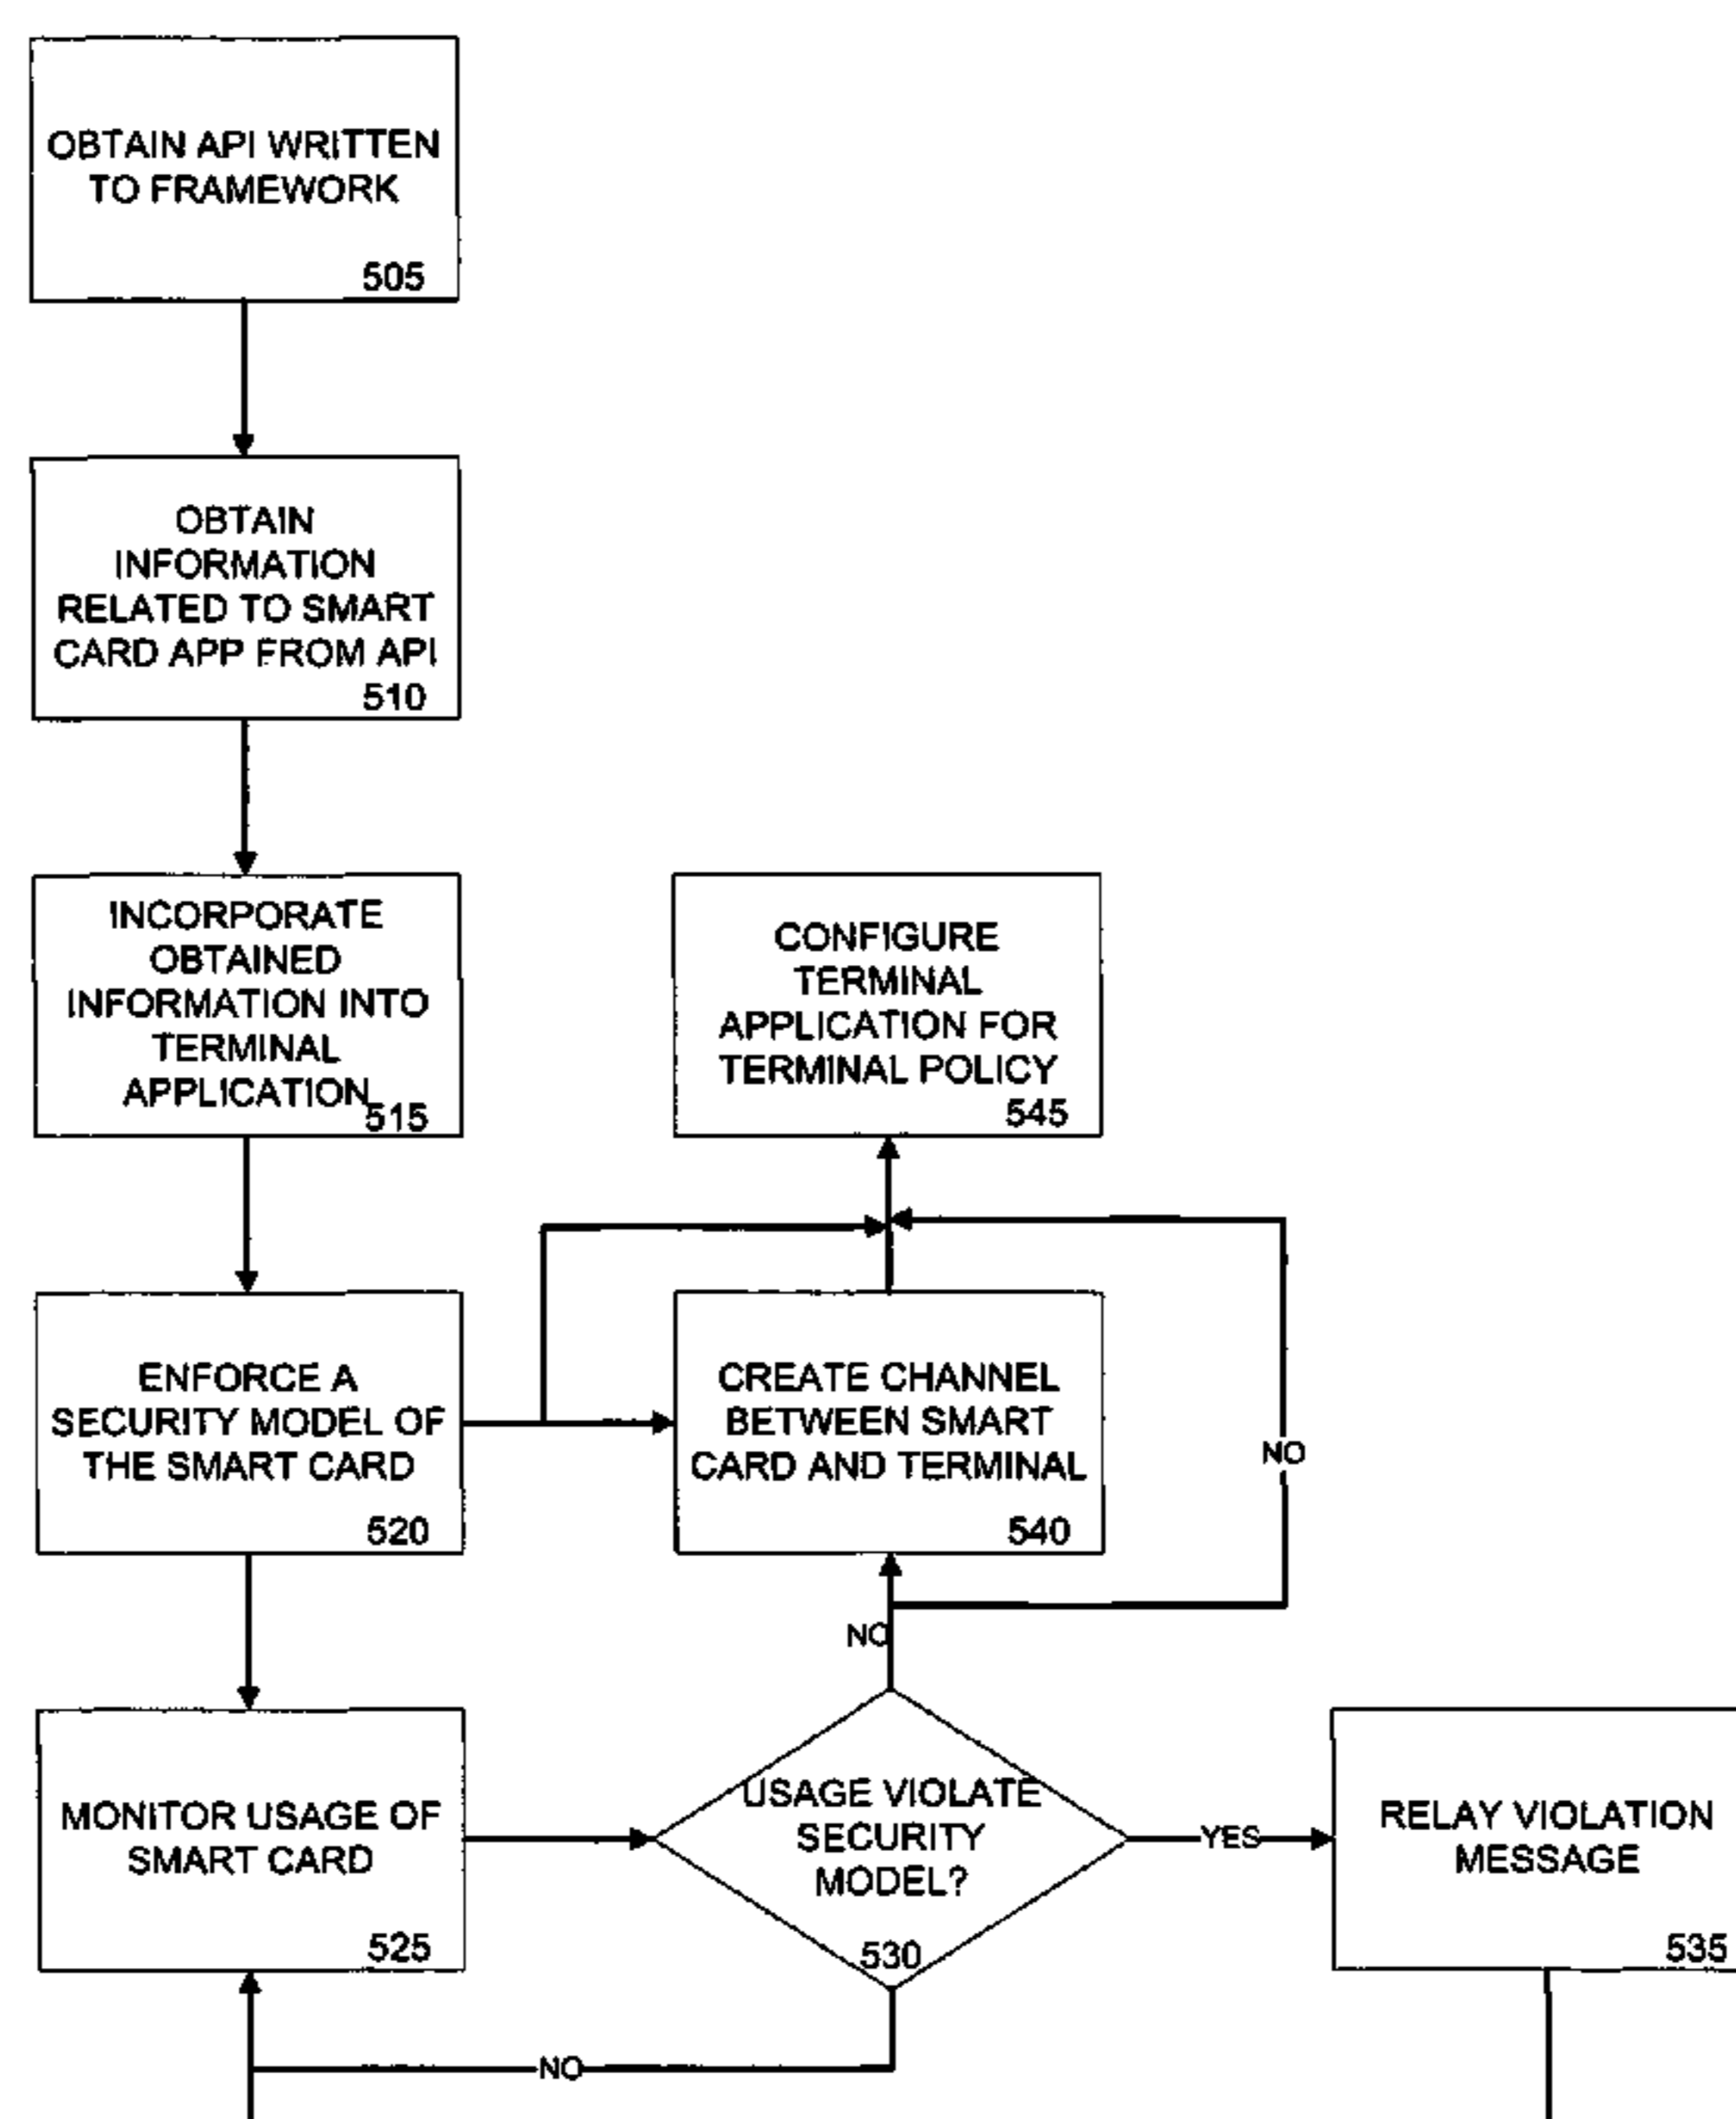 OBTAIN API WRITTEN
TO FRAMEWORK
505
OBTAIN
INFORMATION
RELATED TO SMART
CARD APP FROM API
510
INCORPORATE
OBTAINED
INFORMATION INTO
TERMINAL
APPLICATION
515
CONFIGURE
TERMINAL
APPLICATION FOR
TERMINAL POLICY
545
ENFORCE A
SECURITY MODEL OF
THE SMART CARD
520
CREATE CHANNEL
BETWEEN SMART
CARD AND TERMINAL
540
NO
NO
MONITOR USAGE OF
SMART CARD
525
USAGE VIOLATE
SECURITY
MODEL?
530
YES
RELAY VIOLATION
MESSAGE
535
NO